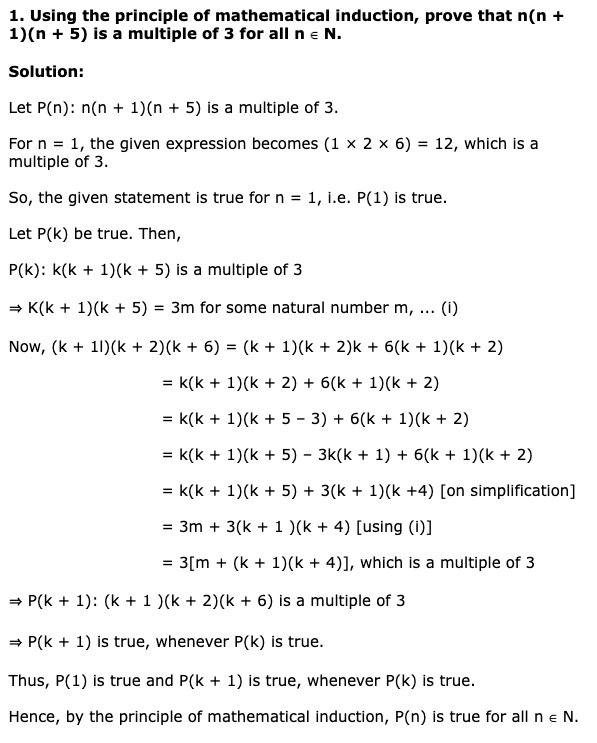 1. Using the principle of mathematical induction, prove that n(n +
1)(n + 5) is a multiple of 3 for all n ϵ N.
Solution:
Let P(n): n(n + 1)(n + 5) is a multiple of 3.
For n = 1, the given expression becomes (1 × 2 × 6) = 12, which is a
multiple of 3.
So, the given statement is true for n = 1, i.e. P(1) is true.
Let P(k) be true. Then,
P(k): k(k + 1)(k + 5) is a multiple of 3
⇒ K(k + 1)(k + 5) = 3m for some natural number m, ... (i)
Now, (k + 1l)(k + 2)(k + 6) = (k + 1)(k + 2)k + 6(k + 1)(k + 2)
= k(k + 1)(k + 2) + 6(k + 1)(k + 2)
= k(k + 1)(k + 5 – 3) + 6(k + 1)(k + 2)
= k(k + 1)(k + 5) – 3k(k + 1) + 6(k + 1)(k + 2)
= k(k + 1)(k + 5) + 3(k + 1)(k +4) [on simplification]
= 3m + 3(k + 1 )(k + 4) [using (i)]
= 3[m + (k + 1)(k + 4)], which is a multiple of 3
⇒ P(k + 1): (k + 1 )(k + 2)(k + 6) is a multiple of 3
⇒ P(k + 1) is true, whenever P(k) is true.
Thus, P(1) is true and P(k + 1) is true, whenever P(k) is true.
Hence, by the principle of mathematical induction, P(n) is true for all n ϵ N.